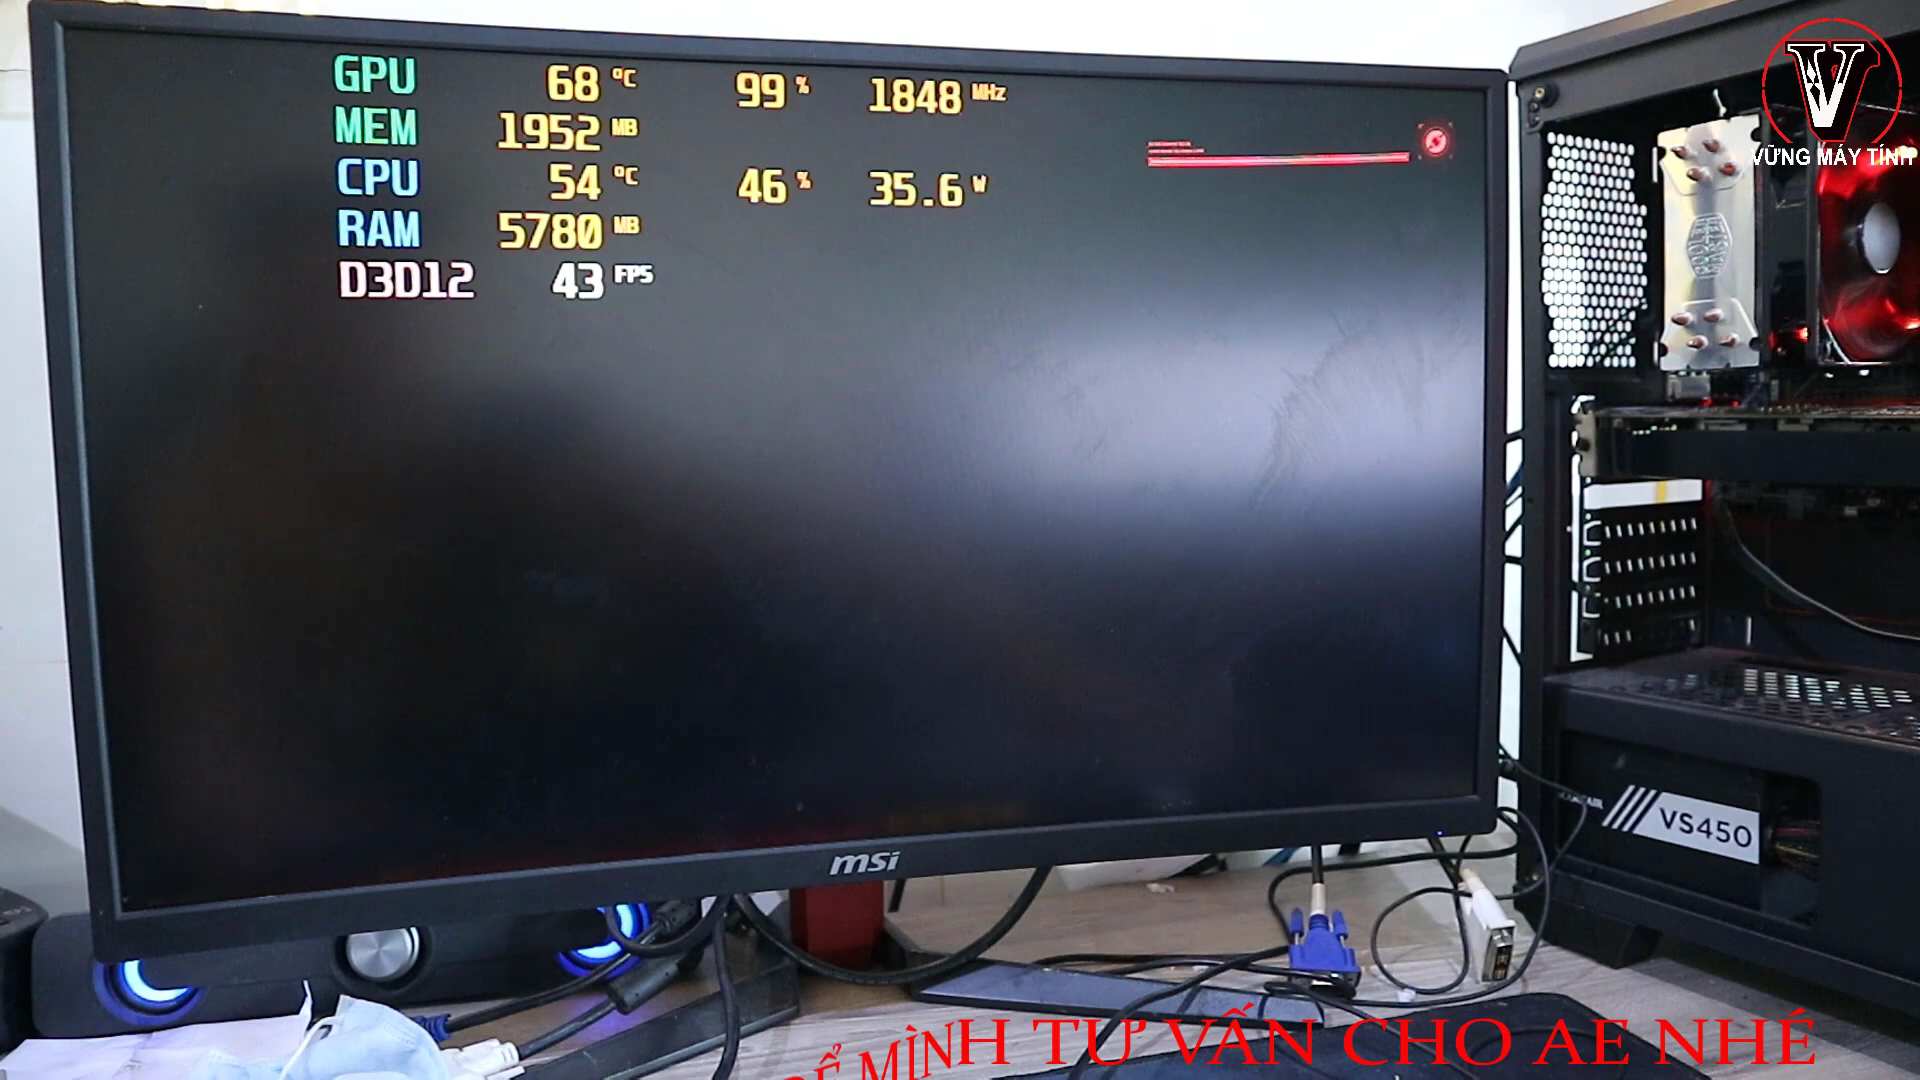 GPU 68 °C 99 % 1848 MHz
MEM 1952 MB
CPU 54 °C 46 % 35.6 W
RAM 5780 MB
D3D12 43 FPS
V
VỮNG MÁY TÍNH
msi
VS450
ĐỂ MÌNH TƯ VẤN CHO AE NHÉ